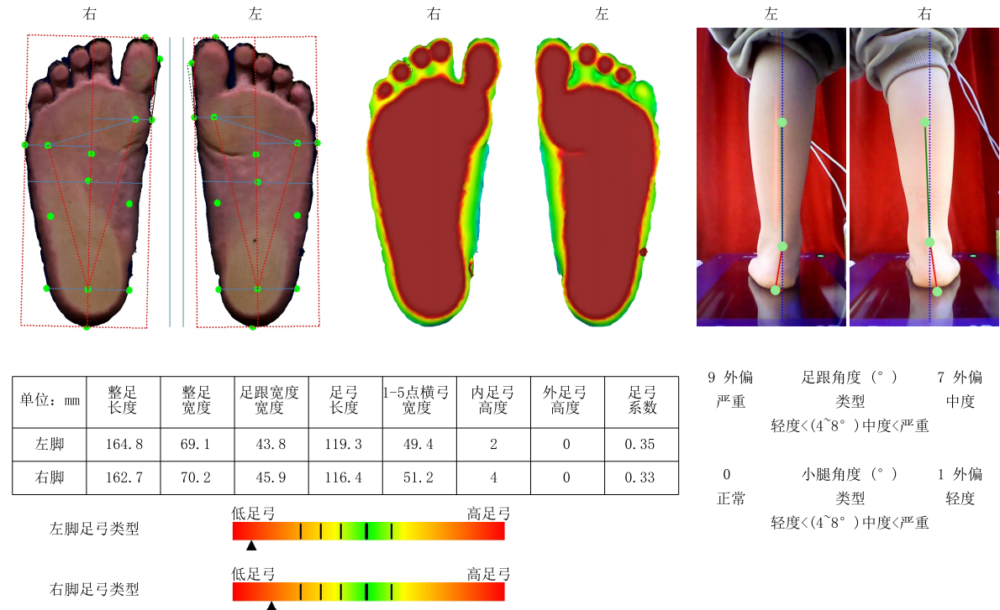 右 左 右 左 左 右
单位: mm 整足长度 整足宽度 足跟宽度宽度 足弓长度 1-5点横弓宽度 内足弓高度 外足弓高度 足弓系数
左脚 164.8 69.1 43.8 119.3 49.4 2 0 0.35
右脚 162.7 70.2 45.9 116.4 51.2 4 0 0.33
低足弓 高足弓
左脚足弓类型
低足弓 高足弓
右脚足弓类型
9 外偏 足跟角度 (°) 7 外偏
严重 类型 中度
轻度<(4~8°)中度<严重
0 小腿角度 (°) 1 外偏
正常 类型 轻度
轻度<(4~8°)中度<严重